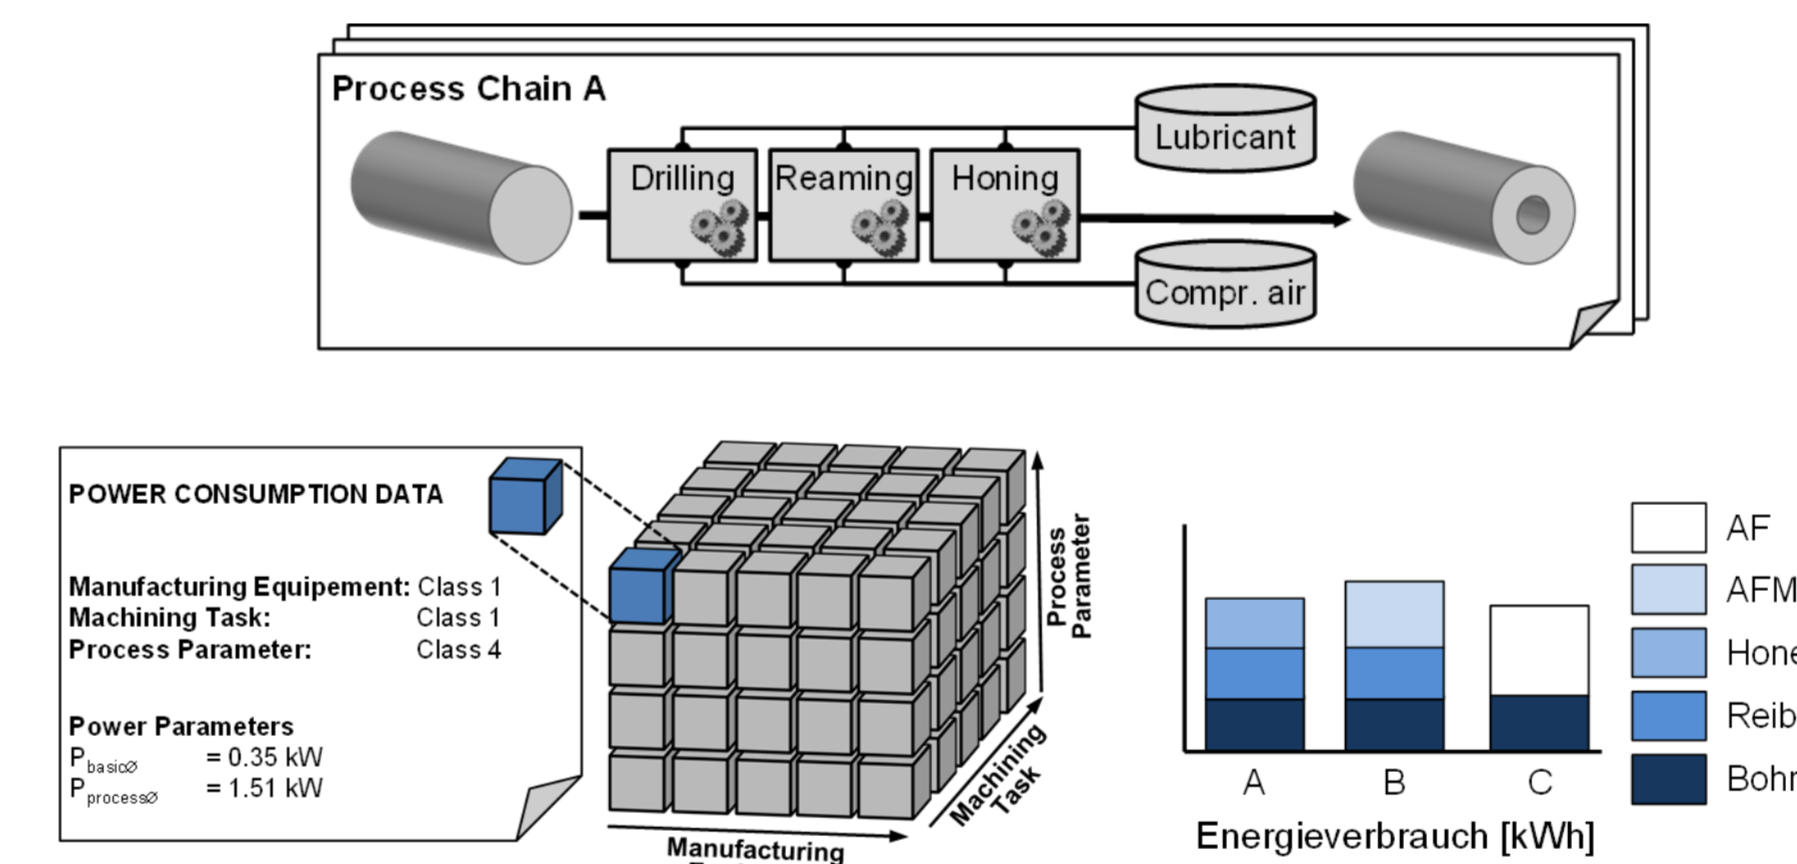 Process Chain A
Lubricant
Drilling
Reaming
Honing
Compr. air
POWER CONSUMPTION DATA
Manufacturing Equipement: Class 1
Machining Task: Class 1
Process Parameter: Class 4
Power Parameters
P basicØ = 0.35 kW
P processØ = 1.51 kW
Process
Parameter
Machining
Task
Manufacturing
AF
AFM
Hone
Reib
Bohr
A
B
C
Energieverbrauch [kWh]